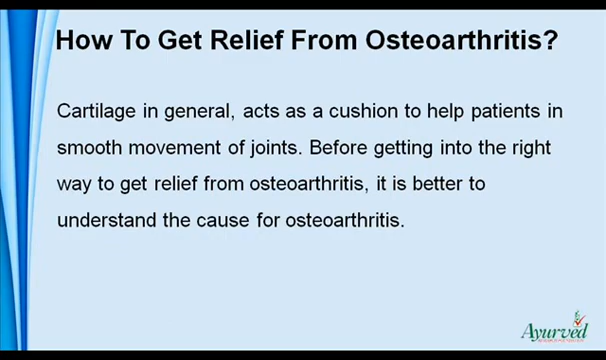 How To Get Relief From Osteoarthritis?
Cartilage in general, acts as a cushion to help patients in
smooth movement of joints. Before getting into the right
way to get relief from osteoarthritis, it is better to
understand the cause for osteoarthritis.
Ayurvéd